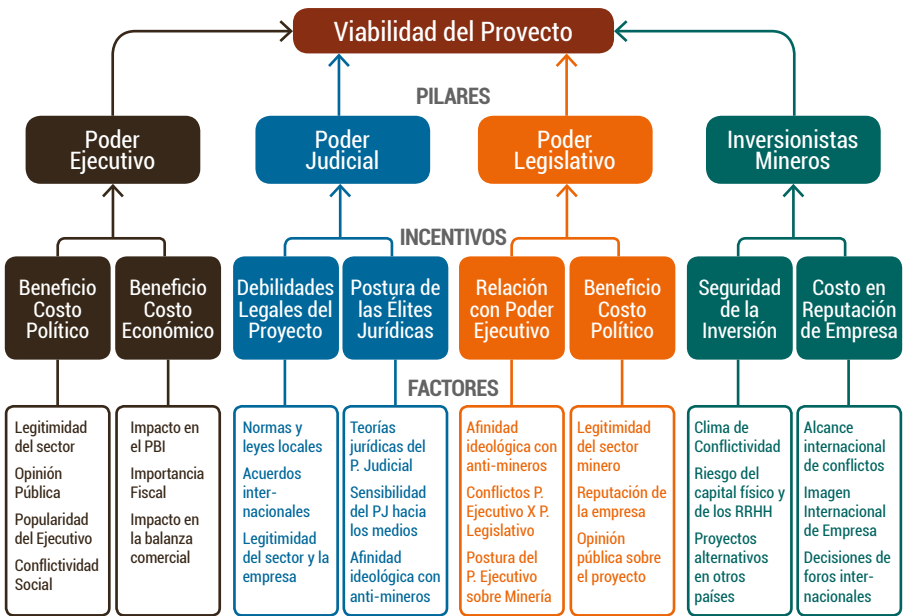 Viabilidad del Provecto
PILARES
Poder
Ejecutivo
Poder
Judicial
Poder
Legislativo
Inversionistas
Mineros
INCENTIVOS
Beneficio
Costo
Político
Beneficio
Costo
Económico
Debilidades
Legales del
Proyecto
Postura de
las Élites
Jurídicas
Relación
con Poder
Ejecutivo
Beneficio
Costo
Político
Seguridad
de la
Inversión
Costo en
Reputación
de Empresa
FACTORES
Legitimidad
del sector
Opinión
Pública
Popularidad
del Ejecutivo
Conflictividad
Social
Impacto en
el PBI
Importancia
Fiscal
Impacto en
la balanza
comercial
Normas y
leyes locales
Acuerdos
inter-
nacionales
Legitimidad
del sector y la
empresa
Teorías
jurídicas del
P. Judicial
Sensibilidad
del PJ hacia
los medios
Afinidad
ideológica con
anti-mineros
Afinidad
ideológica con
anti-mineros
Conflictos P.
Ejecutivo X P.
Legislativo
Postura del
P. Ejecutivo
sobre Minería
Legitimidad
del sector
minero
Reputación de
la empresa
Opinión
pública sobre
el proyecto
Clima de
Conflictividad
Riesgo del
capital físico y
de los RRHH
Proyectos
alternativos
en otros
países
Alcance
internacional
de conflictos
Imagen
Internacional
de Empresa
Decisiones de
foros inter-
nacionales